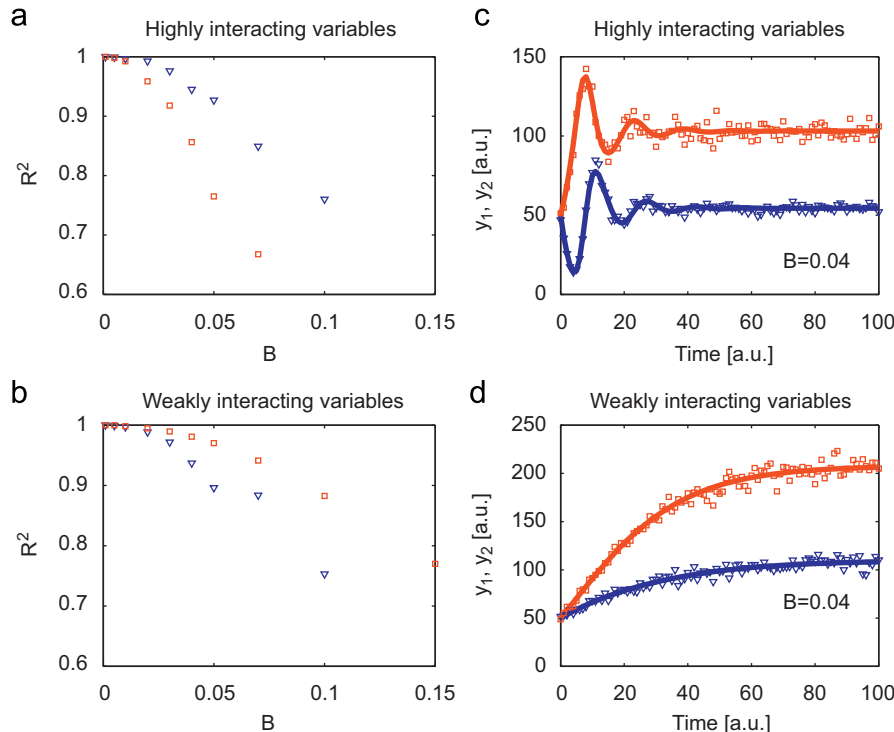 a
Highly interacting variables
1
0.9
0.8
0.7
0.6
R²
0
0.05
0.1
0.15
B
c
Highly interacting variables
150
100
50
0
y₁, y₂ [a.u.]
B=0.04
0
20
40
60
80
100
Time [a.u.]
b
Weakly interacting variables
1
0.9
0.8
0.7
0.6
R²
0
0.05
0.1
0.15
B
d
Weakly interacting variables
250
200
150
100
50
0
y₁, y₂ [a.u.]
B=0.04
0
20
40
60
80
100
Time [a.u.]